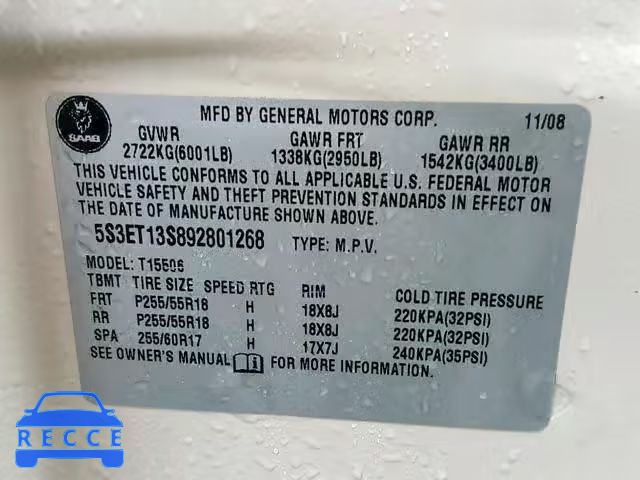 SAAB
MFD BY GENERAL MOTORS CORP. 11/08
GVWR GAWR FRT GAWR RR
2722KG(6001LB) 1338KG(2950LB) 1542KG(3400LB)
THIS VEHICLE CONFORMS TO ALL APPLICABLE U.S. FEDERAL MOTOR
VEHICLE SAFETY AND THEFT PREVENTION STANDARDS IN EFFECT ON
THE DATE OF MANUFACTURE SHOWN ABOVE.
5S3ET13S892801268 TYPE: M.P.V.
MODEL: T15506
TBMT TIRE SIZE SPEED RTG RIM COLD TIRE PRESSURE
FRT P255/55R18 H 18X8J 220KPA(32PSI)
RR P255/55R18 H 18X8J 220KPA(32PSI)
SPA 255/60R17 H 17X7J 240KPA(35PSI)
SEE OWNER'S MANUAL FOR MORE INFORMATION.
RECCE